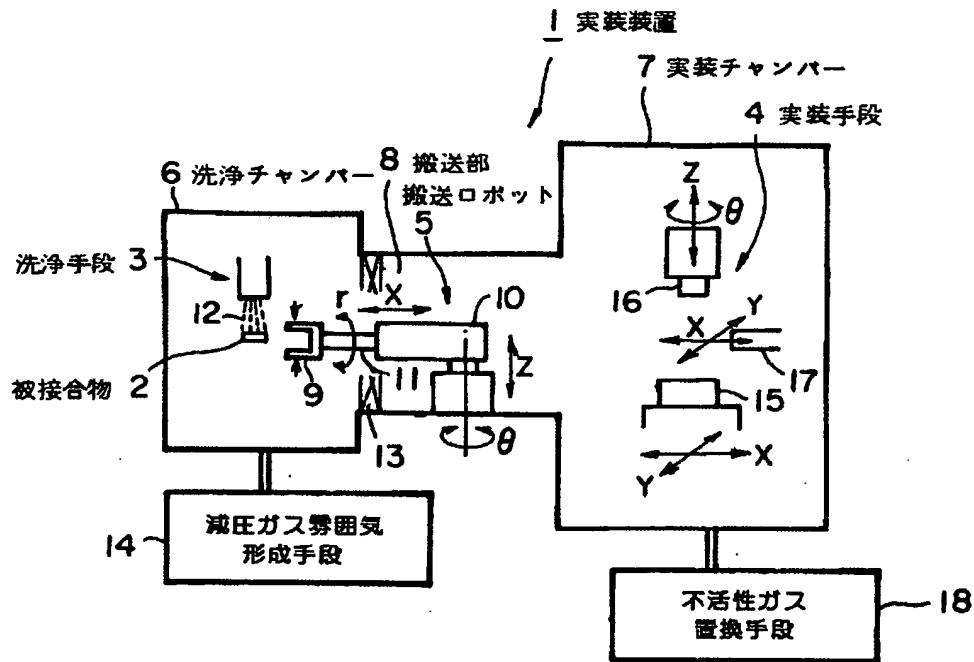 1 実装装置
7 実装チャンバー
4 実装手段
6 洗浄チャンバー
8 搬送部
搬送ロボット
5
洗浄手段 3
12
2
被接合物
9
r
X
10
11
Z
θ
13
Z
θ
16
Y
X
17
15
X
Y
14
減圧ガス雰囲気
形成手段
不活性ガス
置換手段
18